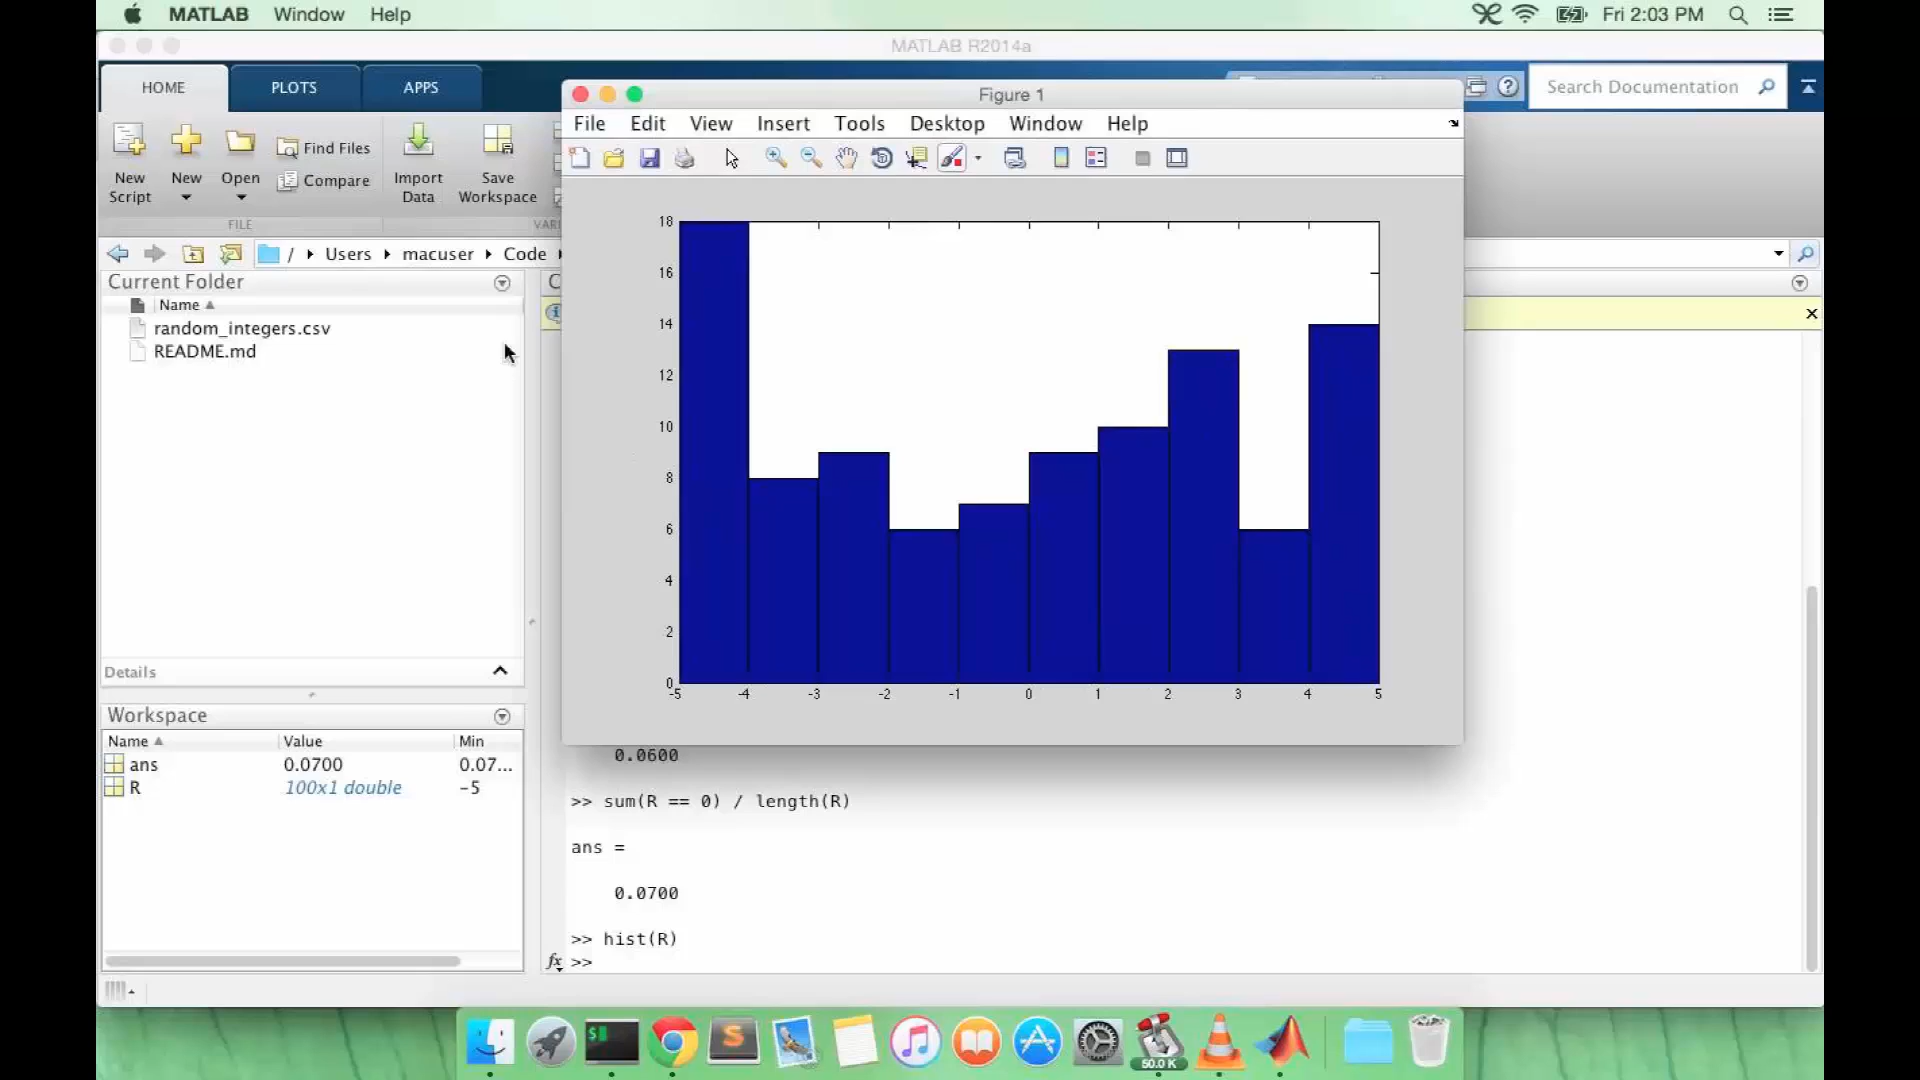 MATLAB Window Help Fri 2:03 PM
MATLAB R2014a
HOME PLOTS APPS Search Documentation
Figure 1
File Edit View Insert Tools Desktop Window Help
New Script
New
Open
Find Files
Compare
Import Data
Save Workspace
FILE
/ Users macuser Code
Current Folder
Name
random_integers.csv
README.md
18
16
14
12
10
8
6
4
2
0
-5 -4 -3 -2 -1 0 1 2 3 4 5
Details
Workspace
Name Value Min
ans 0.0700 0.07...
R 100x1 double -5
0.0600
>> sum(R == 0) / length(R)
ans =
0.0700
>> hist(R)
fx >>
50.0 K